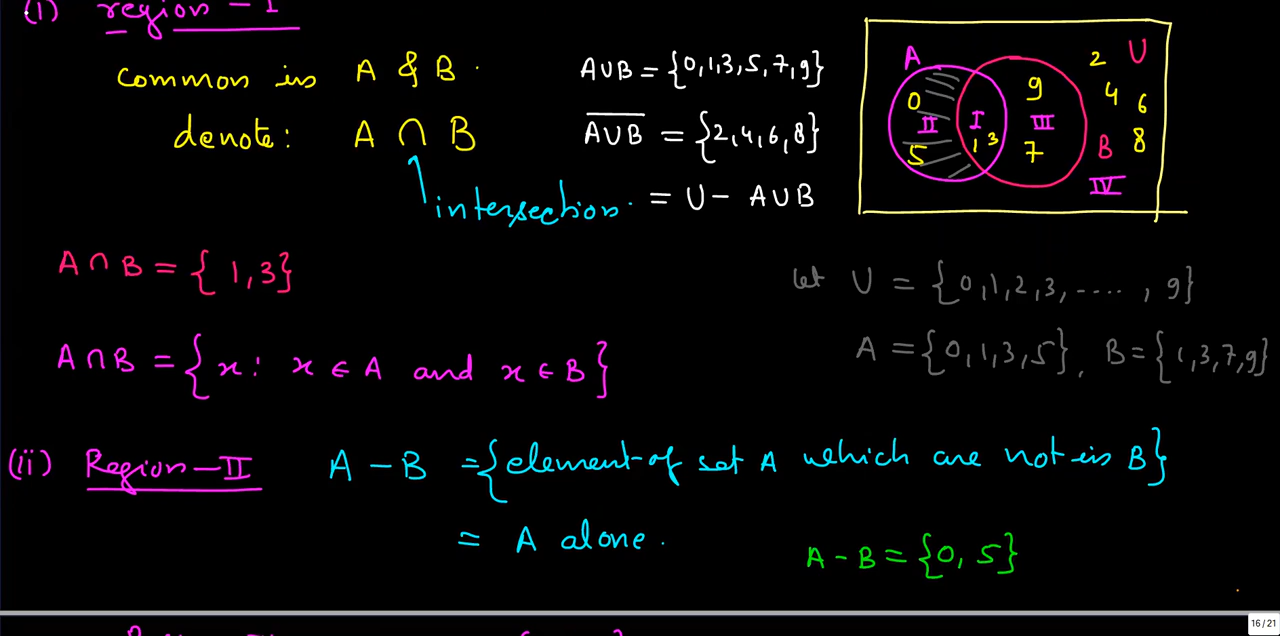 (i) region - I
common in A & B.
denote: A ∩ B
intersection.
A∪B = {0,1,3,5,7,9}
\overline{A∪B} = {2,4,6,8}
= U - A∪B
A U
0 II 5
I 1 3
9 III 7
2 4 6 8
B
IV
A∩B = {1,3}
let U = {0,1,2,3,....,9}
A∩B = {x: x ∈ A and x ∈ B}
A = {0,1,3,5}, B = {1,3,7,9}
(ii) Region-II A - B = {element of set A which are not in B}
= A alone.
A - B = {0, 5}
16/21